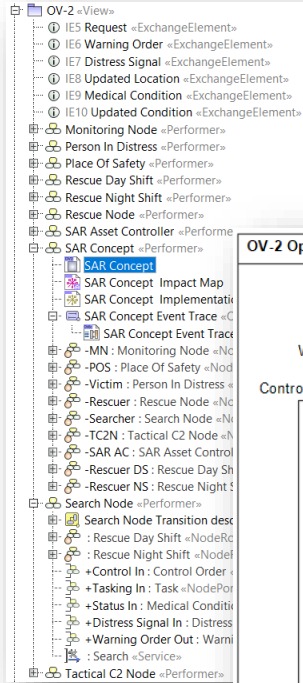 OV-2 «View»
IE5 Request «ExchangeElement»
IE6 Warning Order «ExchangeElement»
IE7 Distress Signal «ExchangeElement»
IE8 Updated Location «ExchangeElement»
IE9 Medical Condition «ExchangeElement»
IE10 Updated Condition «ExchangeElement»
Monitoring Node «Performer»
Person In Distress «Performer»
Place Of Safety «Performer»
Rescue Day Shift «Performer»
Rescue Night Shift «Performer»
Rescue Node «Performer»
SAR Asset Controller «Performe
SAR Concept «Performer»
OV-2 Op
SAR Concept
SAR Concept Impact Map
SAR Concept Implementati
SAR Concept Event Trace «C
SAR Concept Event Trace
-MN : Monitoring Node «No
-POS : Place Of Safety «Nod
-Victim : Person In Distress «
Contro
-Rescuer : Rescue Node «No
-Searcher : Search Node «N
-TC2N : Tactical C2 Node «N
-SAR AC : SAR Asset Control
-Rescuer DS : Rescue Day Sh
-Rescuer NS : Rescue Night S
Search Node «Performer»
Search Node Transition desc
: Rescue Day Shift «NodeRo
: Rescue Night Shift «NodeR
+Control In : Control Order «
+Tasking In : Task «NodePor
+Status In : Medical Conditi
+Distress Signal In : Distress
+Warning Order Out : Warni
: Search «Service»
Tactical C2 Node «Performer»